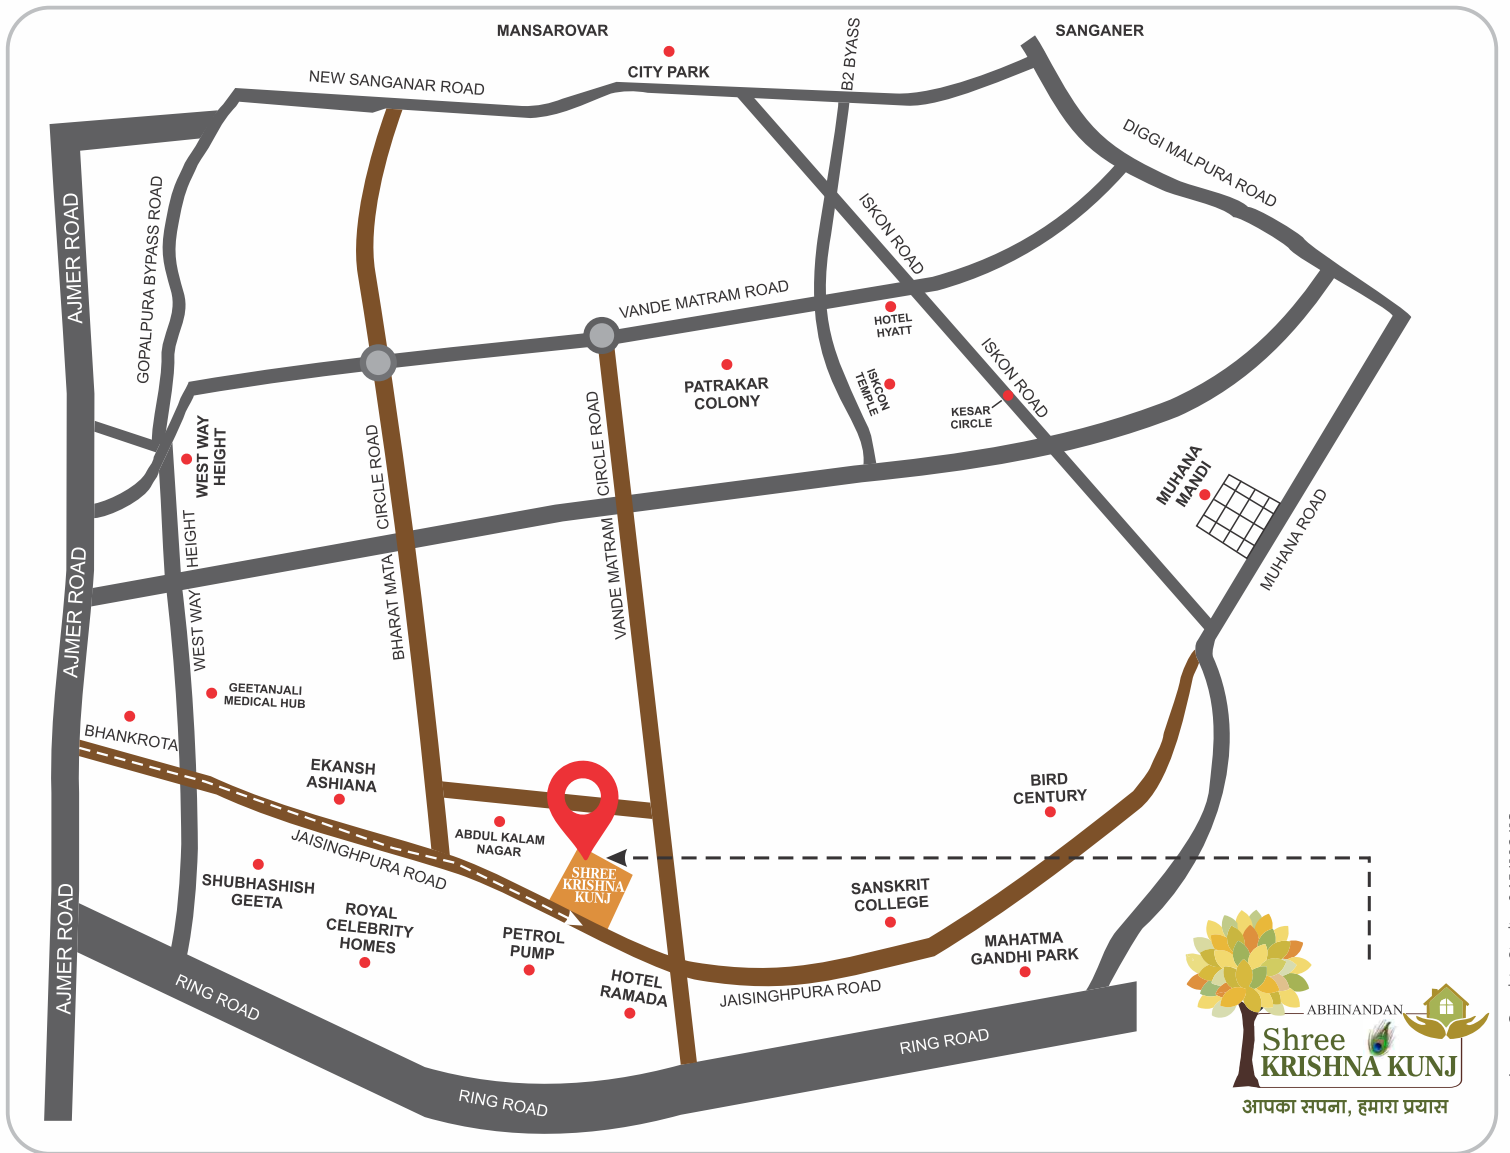 MANSAROVAR
SANGANER
CITY PARK
B2 BYASS
NEW SANGANAR ROAD
DIGGI MALPURA ROAD
AJMER ROAD
GOPALPURA BYPASS ROAD
ISKON ROAD
VANDE MATRAM ROAD
HOTEL
HYATT
ISKON ROAD
PATRAKAR
COLONY
ISKCON
TEMPLE
KESAR
CIRCLE
WEST WAY
HEIGHT
BHARAT MATA CIRCLE ROAD
VANDE MATRAM CIRCLE ROAD
MUHANA
MANDI
MUHANA ROAD
WEST WAY HEIGHT
AJMER ROAD
GEETANJALI
MEDICAL HUB
BHANKROTA
EKANSH
ASHIANA
BIRD
CENTURY
ABDUL KALAM
NAGAR
JAISINGHPURA ROAD
SHREE
KRISHNA
KUNJ
SHUBHASHISH
GEETA
ROYAL
CELEBRITY
HOMES
SANSKRIT
COLLEGE
PETROL
PUMP
MAHATMA
GANDHI PARK
HOTEL
RAMADA
JAISINGHPURA ROAD
AJMER ROAD
RING ROAD
RING ROAD
RING ROAD
ABHINANDAN
Shree
KRISHNA KUNJ
आपका सपना, हमारा प्रयास